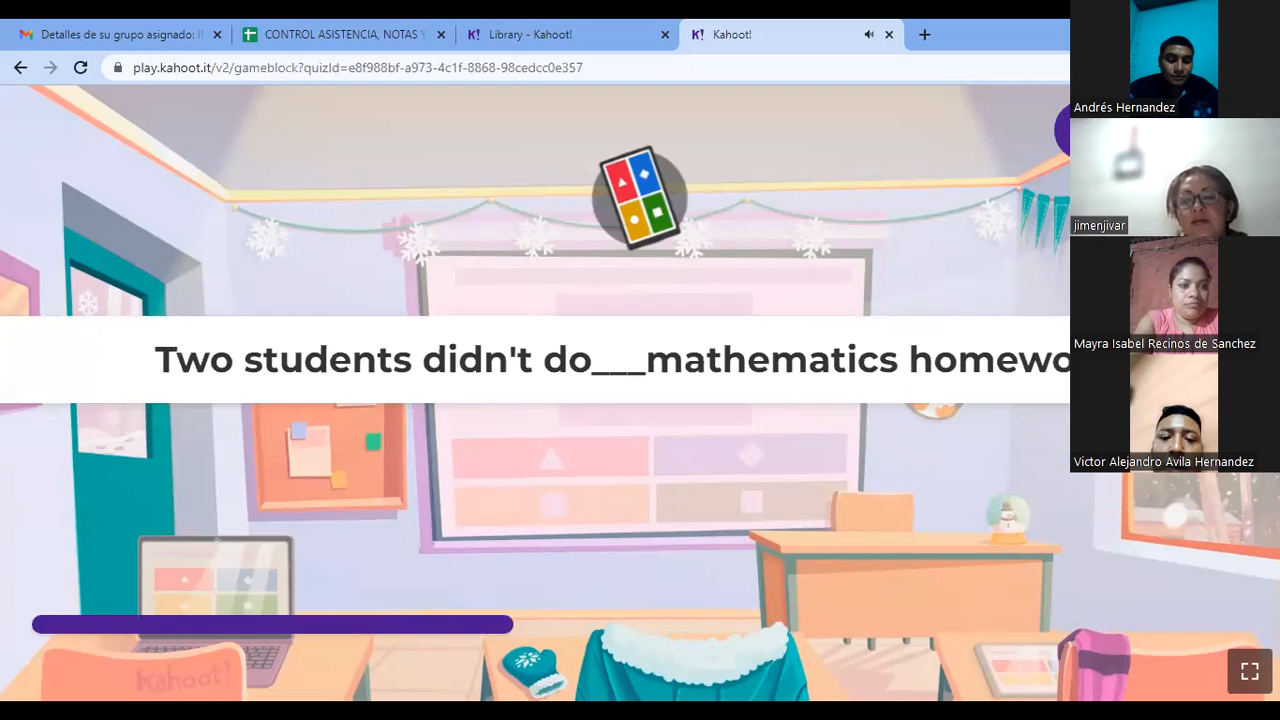 Detalles de su grupo asignado: I
CONTROL ASISTENCIA, NOTAS Y
K! Library - Kahoot!
K! Kahoot!
play.kahoot.it/v2/gameblock?quizId=e8f988bf-a973-4c1f-8f68-98cedcc0e357
Andrés Hernandez
jimenjivar
Mayra Isabel Recinos de Sanchez
Two students didn't do___mathematics homewo
Victor Alejandro Avila Hernandez
Kahoot!